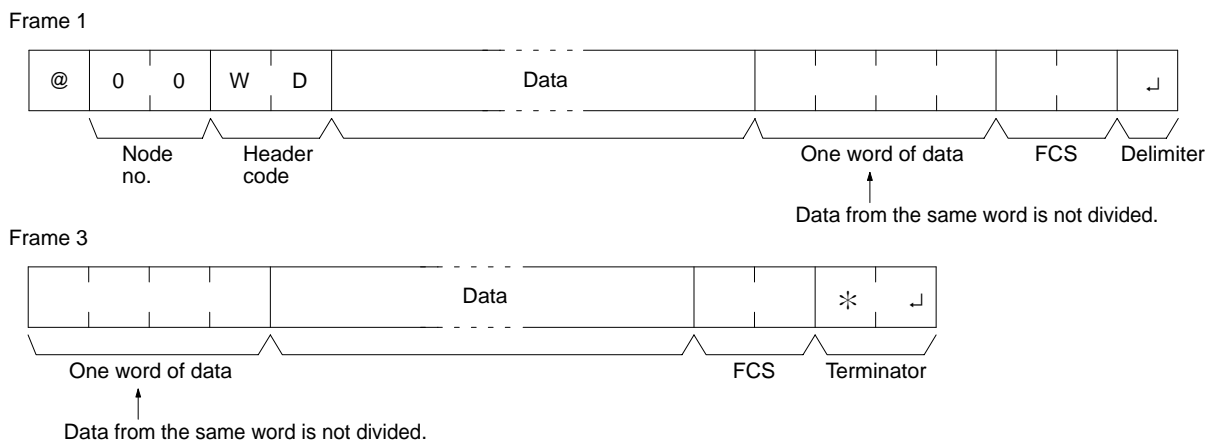 Frame 1
@ 0 0 W D Data ↵
Node no. Header code One word of data FCS Delimiter
Data from the same word is not divided.
Frame 3
Data * ↵
One word of data FCS Terminator
Data from the same word is not divided.